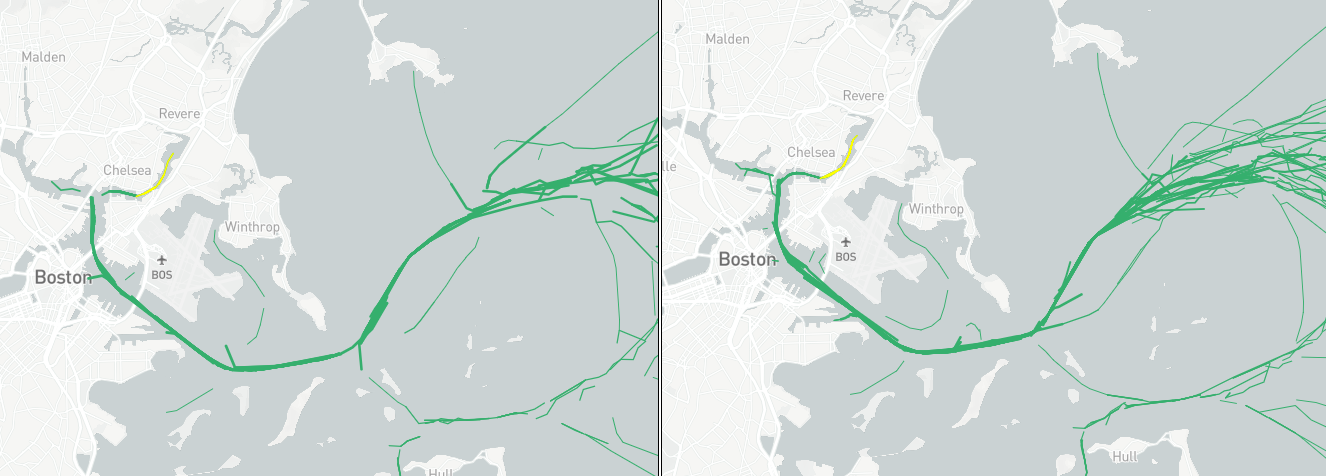 Malden
Revere
Chelsea
Winthrop
Boston
BOS
Hull
Malden
Revere
lle
Chelsea
Winthrop
Boston
BOS
Hull